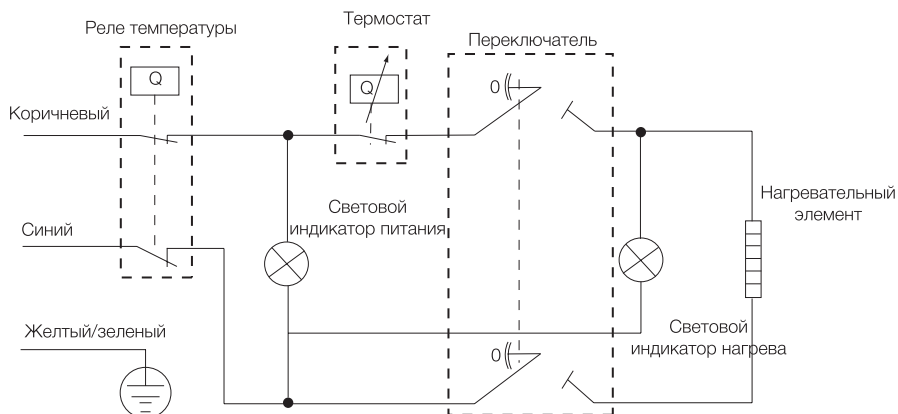 Реле температуры
Термостат
Переключатель
Q
Q
0
Коричневый
Синий
Световой
индикатор питания
Нагревательный
элемент
Желтый/зеленый
Световой
индикатор нагрева
0